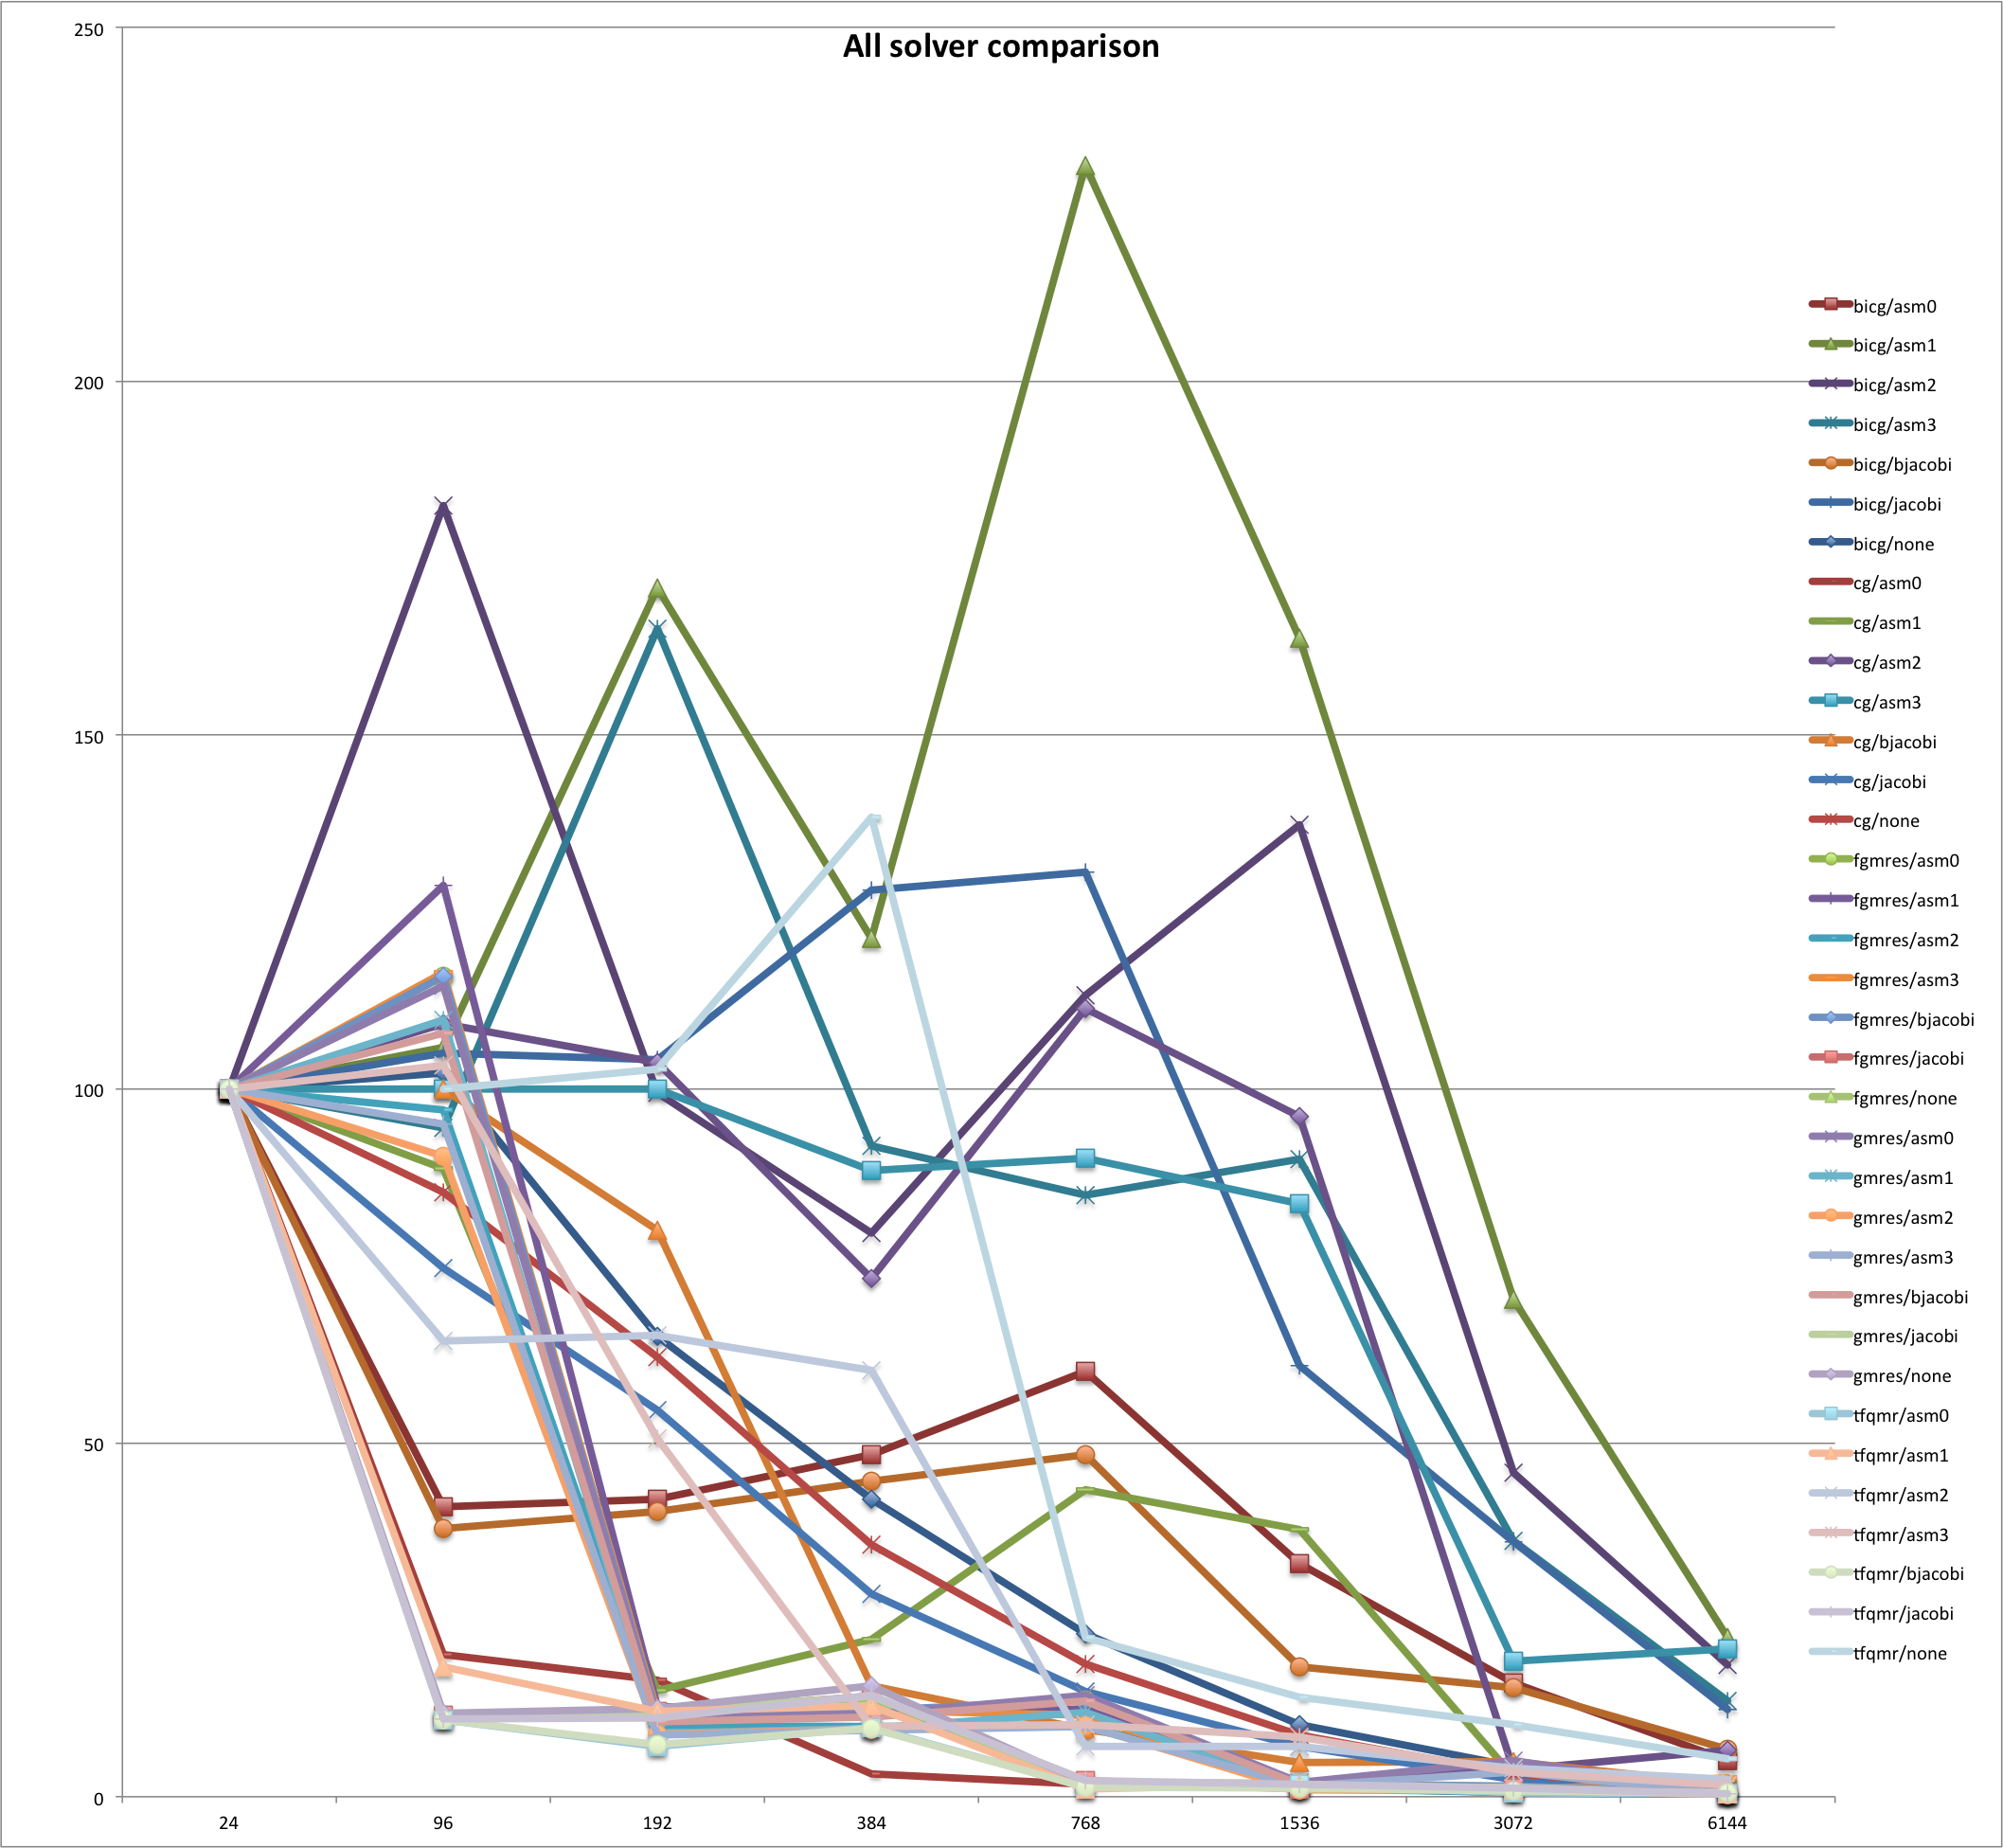 All solver comparison
250
200
150
100
50
0
24 96 192 384 768 1536 3072 6144
bicg/asm0
bicg/asm1
bicg/asm2
bicg/asm3
bicg/bjacobi
bicg/jacobi
bicg/none
cg/asm0
cg/asm1
cg/asm2
cg/asm3
cg/bjacobi
cg/jacobi
cg/none
fgmres/asm0
fgmres/asm1
fgmres/asm2
fgmres/asm3
fgmres/bjacobi
fgmres/jacobi
fgmres/none
gmres/asm0
gmres/asm1
gmres/asm2
gmres/asm3
gmres/bjacobi
gmres/jacobi
gmres/none
tfqmr/asm0
tfqmr/asm1
tfqmr/asm2
tfqmr/asm3
tfqmr/bjacobi
tfqmr/jacobi
tfqmr/none